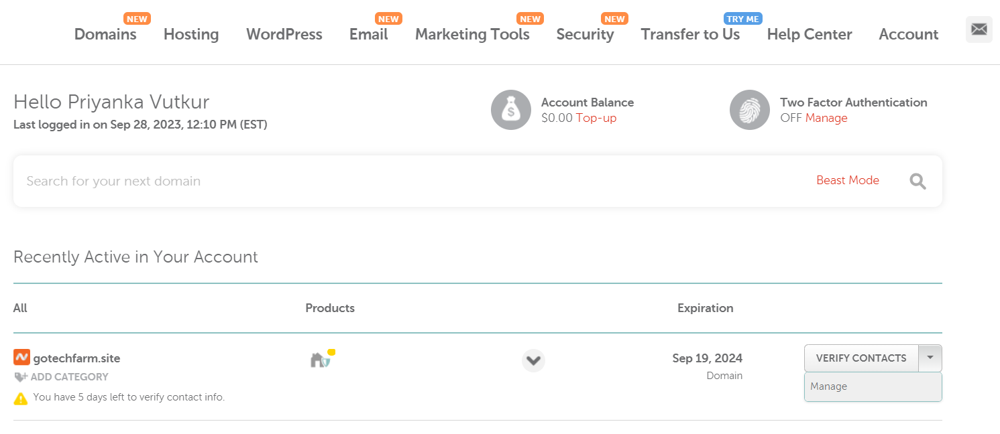 NEW NEW NEW NEW TRY ME
Domains Hosting WordPress Email Marketing Tools Security Transfer to Us Help Center Account
Hello Priyanka Vutkur
Last logged in on Sep 28, 2023, 12:10 PM (EST)
Account Balance
$0.00 Top-up
Two Factor Authentication
OFF Manage
Search for your next domain Beast Mode
Recently Active in Your Account
All Products Expiration
gotechfarm.site Sep 19, 2024 VERIFY CONTACTS
ADD CATEGORY Domain Manage
You have 5 days left to verify contact info.